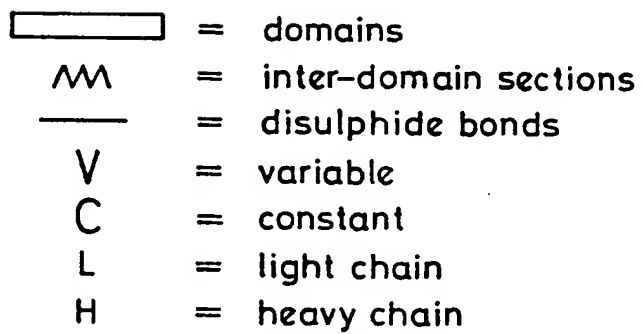 = domains
= inter-domain sections
= disulphide bonds
V = variable
C = constant
L = light chain
H = heavy chain